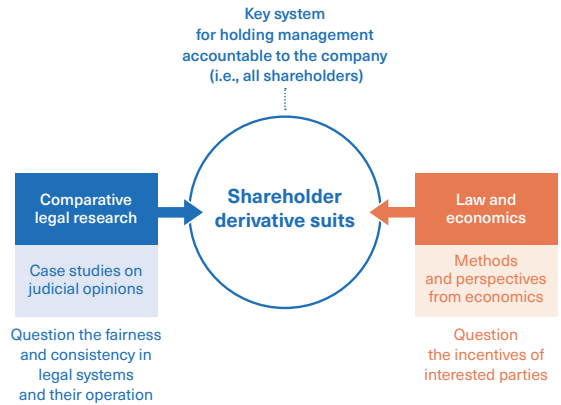 Key system
for holding management
accountable to the company
(i.e., all shareholders)
Shareholder
derivative suits
Comparative
legal research
Case studies on
judicial opinions
Question the fairness
and consistency in
legal systems
and their operation
Law and
economics
Methods
and perspectives
from economics
Question
the incentives of
interested parties